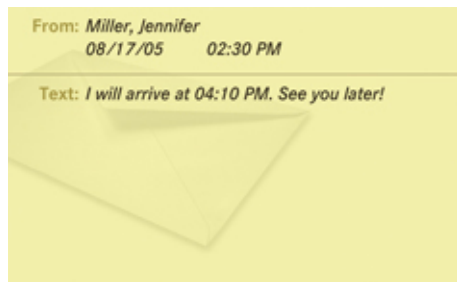 From: Miller, Jennifer
08/17/05 02:30 PM
Text: I will arrive at 04:10 PM. See you later!